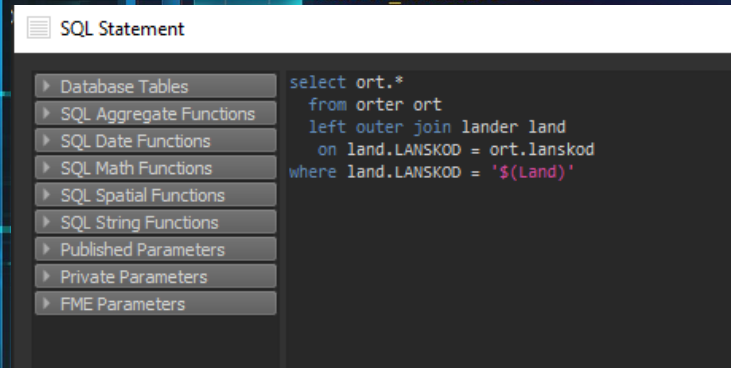 SQL Statement
Database Tables
SQL Aggregate Functions
SQL Date Functions
SQL Math Functions
SQL Spatial Functions
SQL String Functions
Published Parameters
Private Parameters
FME Parameters
select ort.*
from orter ort
left outer join lander land
on land.LANSKOD = ort.lanskod
where land.LANSKOD = '$(Land)'